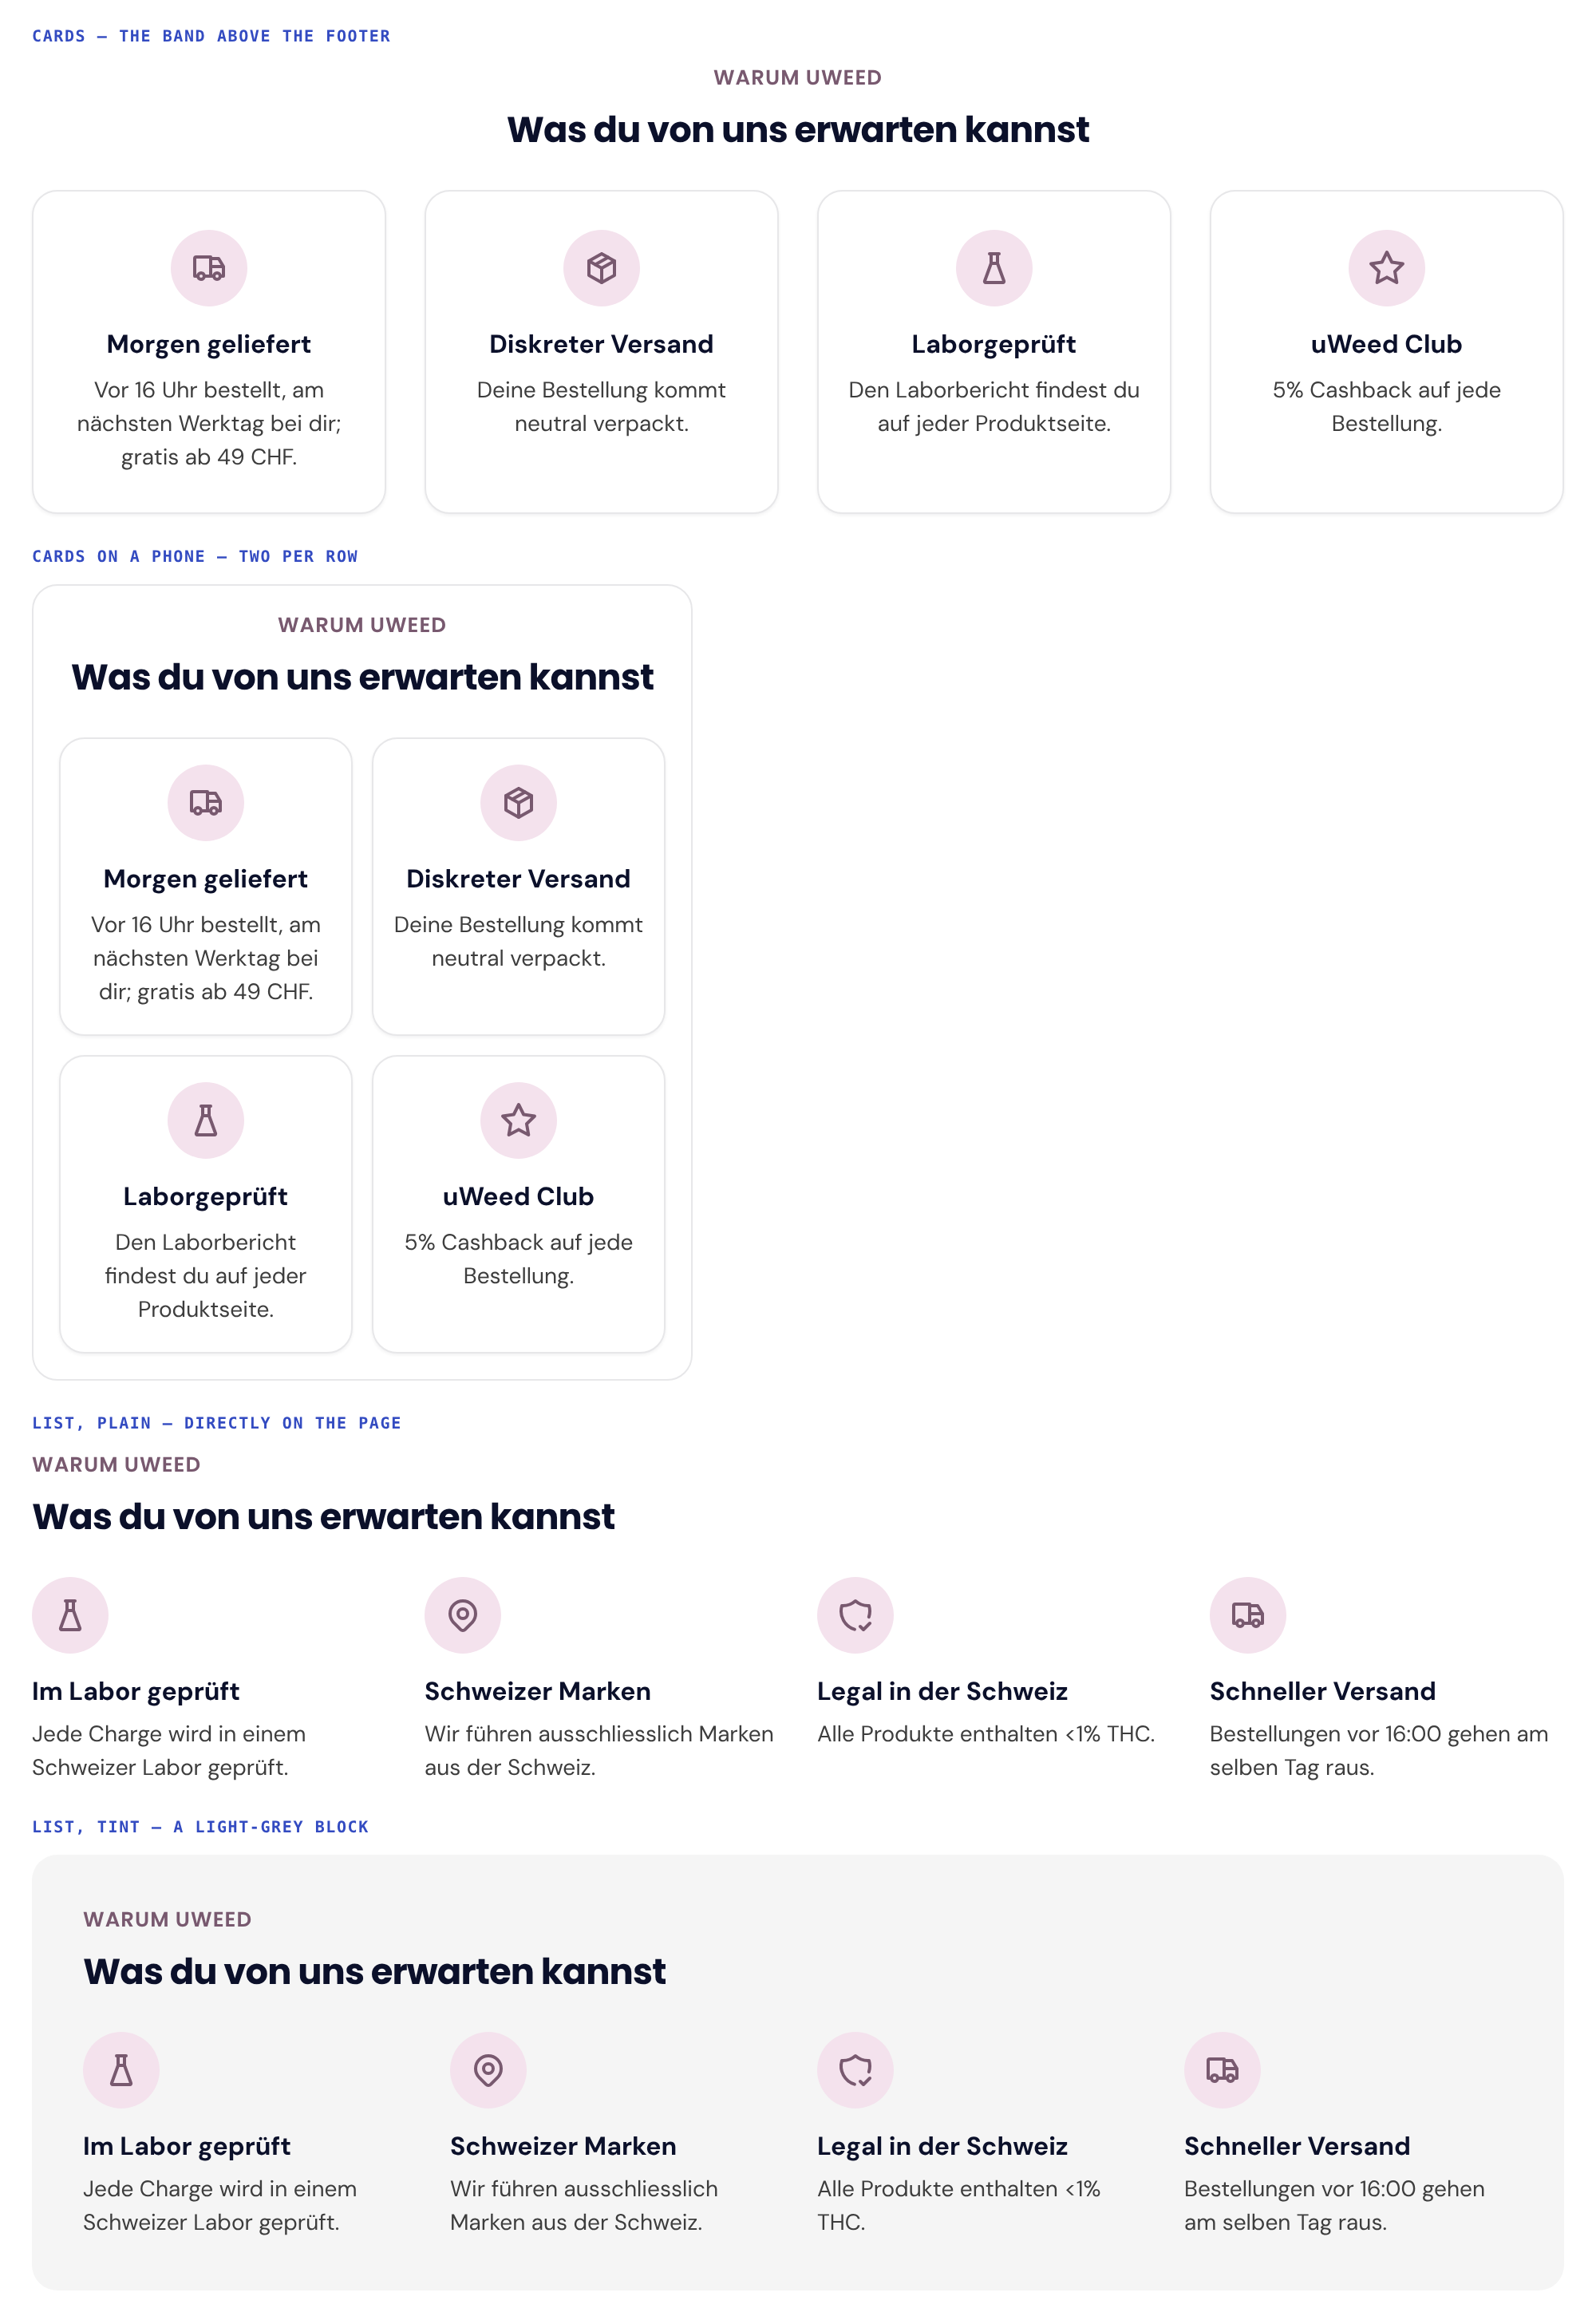 CARDS — THE BAND ABOVE THE FOOTER
WARUM UWEED
Was du von uns erwarten kannst
Morgen geliefert
Vor 16 Uhr bestellt, am
nächsten Werktag bei dir;
gratis ab 49 CHF.
Diskreter Versand
Deine Bestellung kommt
neutral verpackt.
Laborgeprüft
Den Laborbericht findest du
auf jeder Produktseite.
uWeed Club
5% Cashback auf jede
Bestellung.
CARDS ON A PHONE — TWO PER ROW
WARUM UWEED
Was du von uns erwarten kannst
Morgen geliefert
Vor 16 Uhr bestellt, am
nächsten Werktag bei
dir; gratis ab 49 CHF.
Diskreter Versand
Deine Bestellung kommt
neutral verpackt.
Laborgeprüft
Den Laborbericht
findest du auf jeder
Produktseite.
uWeed Club
5% Cashback auf jede
Bestellung.
LIST, PLAIN — DIRECTLY ON THE PAGE
WARUM UWEED
Was du von uns erwarten kannst
Im Labor geprüft
Jede Charge wird in einem
Schweizer Labor geprüft.
Schweizer Marken
Wir führen ausschliesslich Marken
aus der Schweiz.
Legal in der Schweiz
Alle Produkte enthalten <1% THC.
Schneller Versand
Bestellungen vor 16:00 gehen am
selben Tag raus.
LIST, TINT — A LIGHT-GREY BLOCK
WARUM UWEED
Was du von uns erwarten kannst
Im Labor geprüft
Jede Charge wird in einem
Schweizer Labor geprüft.
Schweizer Marken
Wir führen ausschliesslich
Marken aus der Schweiz.
Legal in der Schweiz
Alle Produkte enthalten <1%
THC.
Schneller Versand
Bestellungen vor 16:00 gehen
am selben Tag raus.